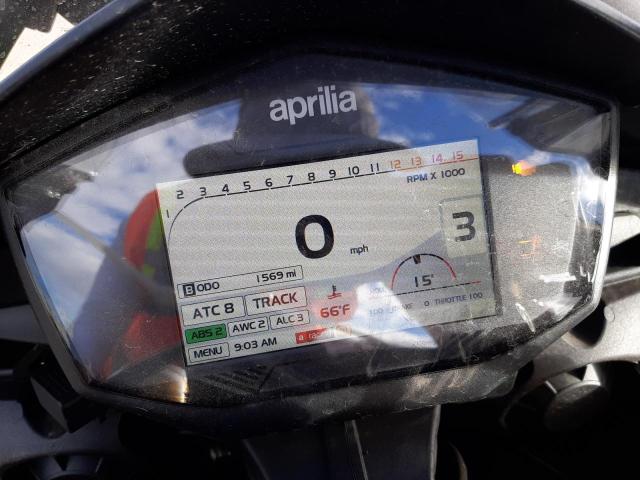 aprilia
1 2 3 4 5 6 7 8 9 10 11 12 13 14 15
RPM X 1000
0 mph
3
B ODO 1569 mi
ATC 8 TRACK
ABS 2 AWC 2 ALC 3
MENU 9:03 AM
66°F
15°
100
0 THROTTLE 100